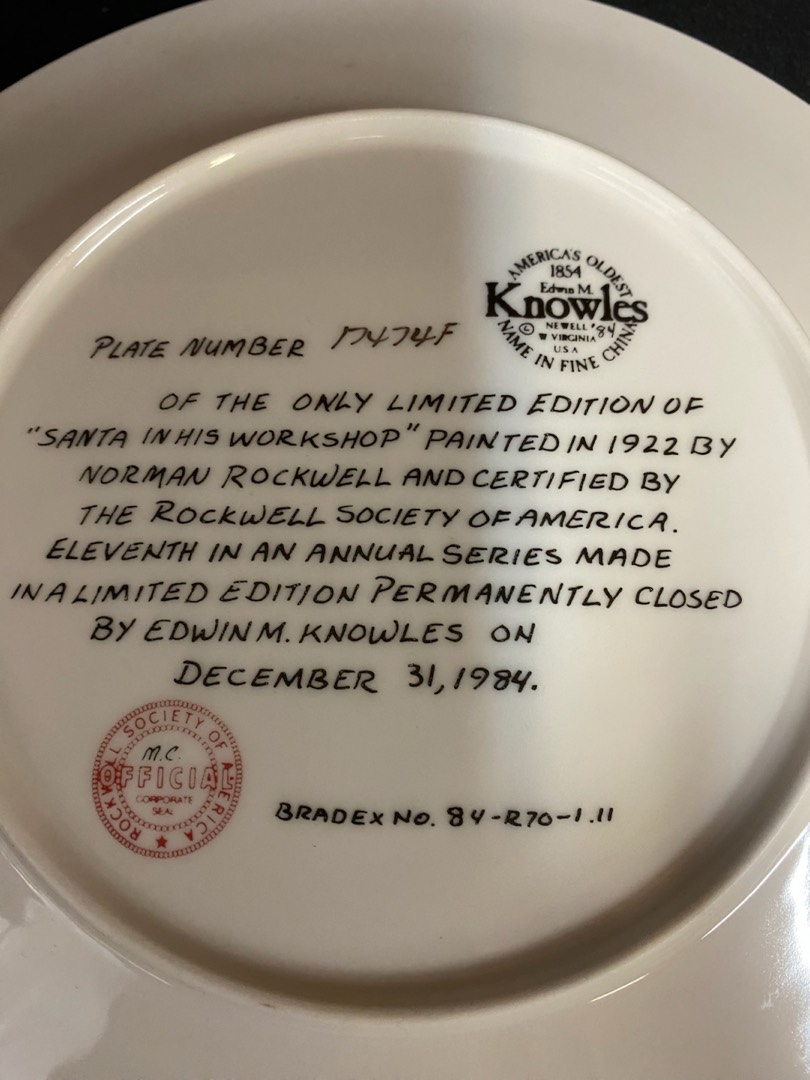 AMERICA'S OLDEST
1854
Edwin M.
Knowles
© NEWELL '84
W VIRGINIA
USA
NAME IN FINE CHINA
PLATE NUMBER 17474F
OF THE ONLY LIMITED EDITION OF
"SANTA IN HIS WORKSHOP" PAINTED IN 1922 BY
NORMAN ROCKWELL AND CERTIFIED BY
THE ROCKWELL SOCIETY OF AMERICA.
ELEVENTH IN AN ANNUAL SERIES MADE
IN A LIMITED EDITION PERMANENTLY CLOSED
BY EDWIN M. KNOWLES ON
DECEMBER 31, 1984.
ROCKWELL SOCIETY OF AMERICA
M.C.
OFFICIAL
CORPORATE
SEAL
BRADEX NO. 84-R70-1.11